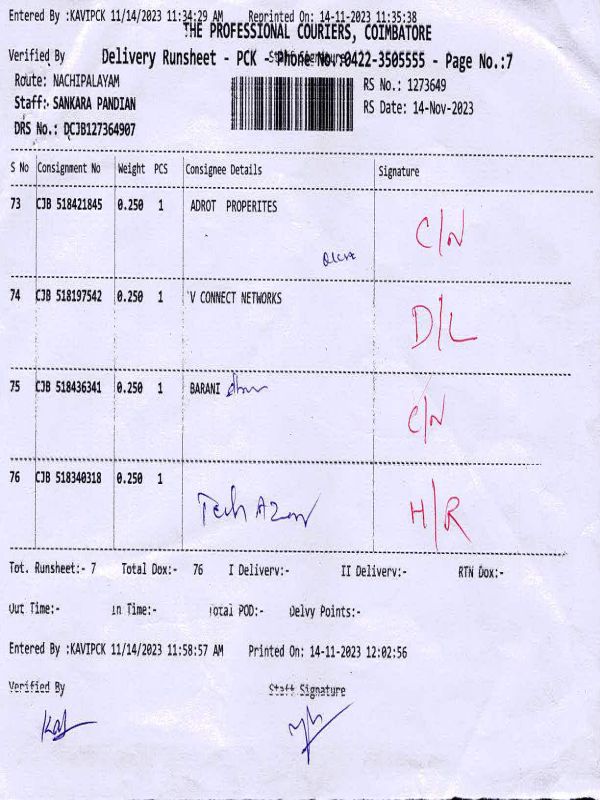 Entered By :KAVIPCK 11/14/2023 11:34:29 AM Reprinted On: 14-11-2023 11:35:38
THE PROFESSIONAL COURIERS, COIMBATORE
Verified By Staff Signature
Delivery Runsheet - PCK - Phone No.:0422-3505555 - Page No.:7
Route: NACHIPALAYAM RS No.: 1273649
Staff: SANKARA PANDIAN RS Date: 14-Nov-2023
DRS No.: DCJB127364907
S No Consignment No Weight PCS Consignee Details Signature
73 CJB 518421845 0.250 1 ADROT PROPERITES C/N
74 CJB 518197542 0.250 1 V CONNECT NETWORKS D/L
75 CJB 518436341 0.250 1 BARANI C/N
76 CJB 518340318 0.250 1 Tech H/R
Tot. Runsheet:- 7 Total Dox:- 76 I Delivery:- II Delivery:- RTN Dox:-
Out Time:- In Time:- Total POD:- Delvy Points:-
Entered By :KAVIPCK 11/14/2023 11:58:57 AM Printed On: 14-11-2023 12:02:56
Verified By Staff Signature